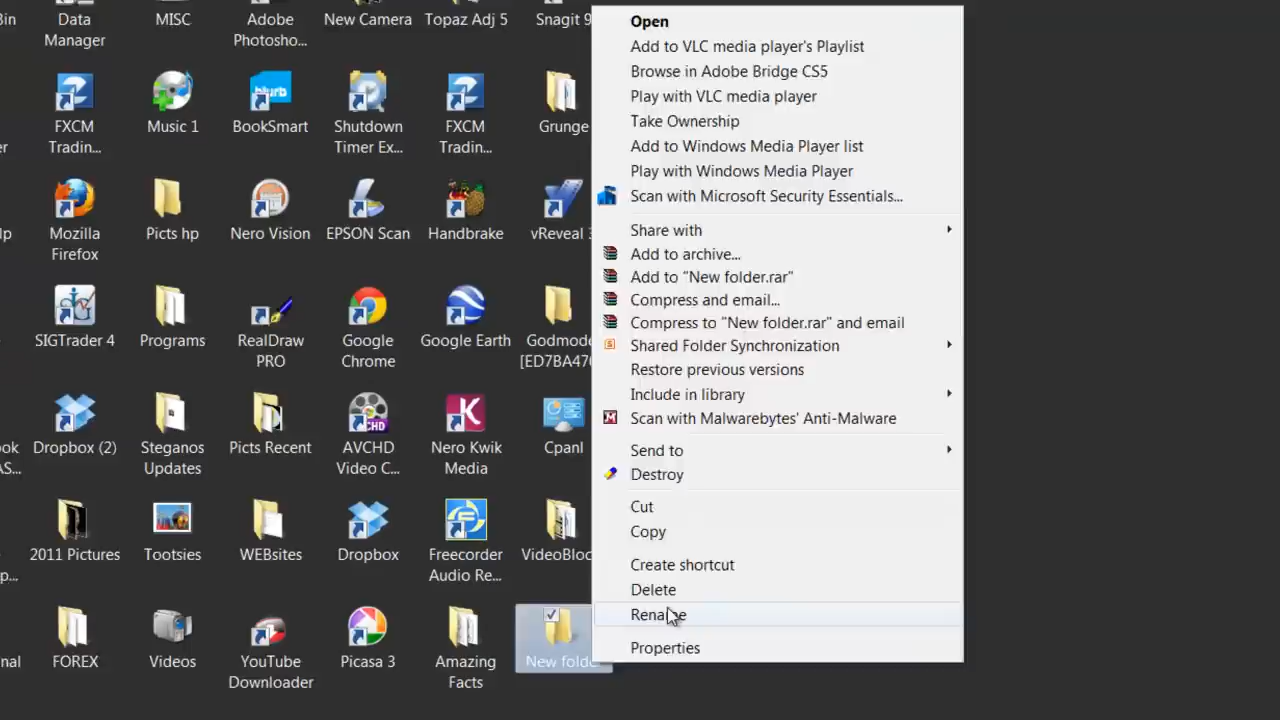 Bin
Data
Manager
MISC
Adobe
Photosho...
New Camera
Topaz Adj 5
Snagit 9
FXCM
Tradin...
Music 1
blurb
BookSmart
Shutdown
Timer Ex...
FXCM
Tradin...
Grunge
Mozilla
Firefox
Picts hp
Nero Vision
EPSON Scan
Handbrake
vReveal 3
SIGTrader 4
Programs
RealDraw
PRO
Google
Chrome
Google Earth
Godmode
[ED7BA470
Dropbox (2)
Steganos
Updates
Picts Recent
AVCHD
Video C...
Nero Kwik
Media
Cpanl
2011 Pictures
Tootsies
WEBsites
Dropbox
Freecorder
Audio Re...
VideoBloc
FOREX
Videos
YouTube
Downloader
Picasa 3
Amazing
Facts
New folde
Open
Add to VLC media player's Playlist
Browse in Adobe Bridge CS5
Play with VLC media player
Take Ownership
Add to Windows Media Player list
Play with Windows Media Player
Scan with Microsoft Security Essentials...
Share with
Add to archive...
Add to "New folder.rar"
Compress and email...
Compress to "New folder.rar" and email
Shared Folder Synchronization
Restore previous versions
Include in library
Scan with Malwarebytes' Anti-Malware
Send to
Destroy
Cut
Copy
Create shortcut
Delete
Rename
Properties